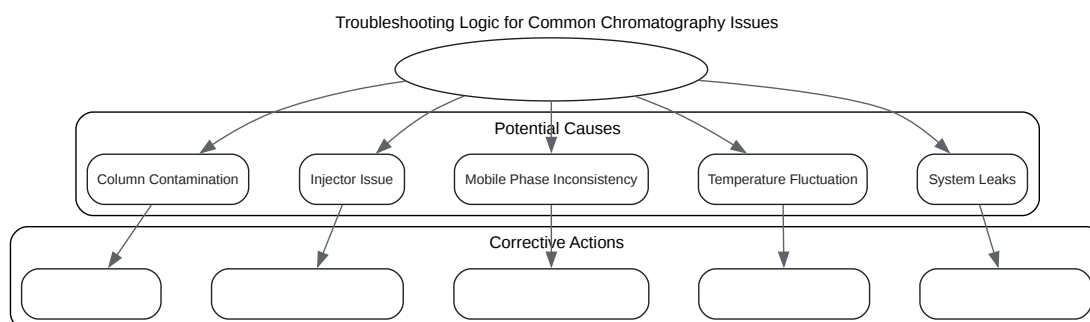 Troubleshooting Logic for Common Chromatography Issues
Potential Causes
Column Contamination
Injector Issue
Mobile Phase Inconsistency
Temperature Fluctuation
System Leaks
Corrective Actions